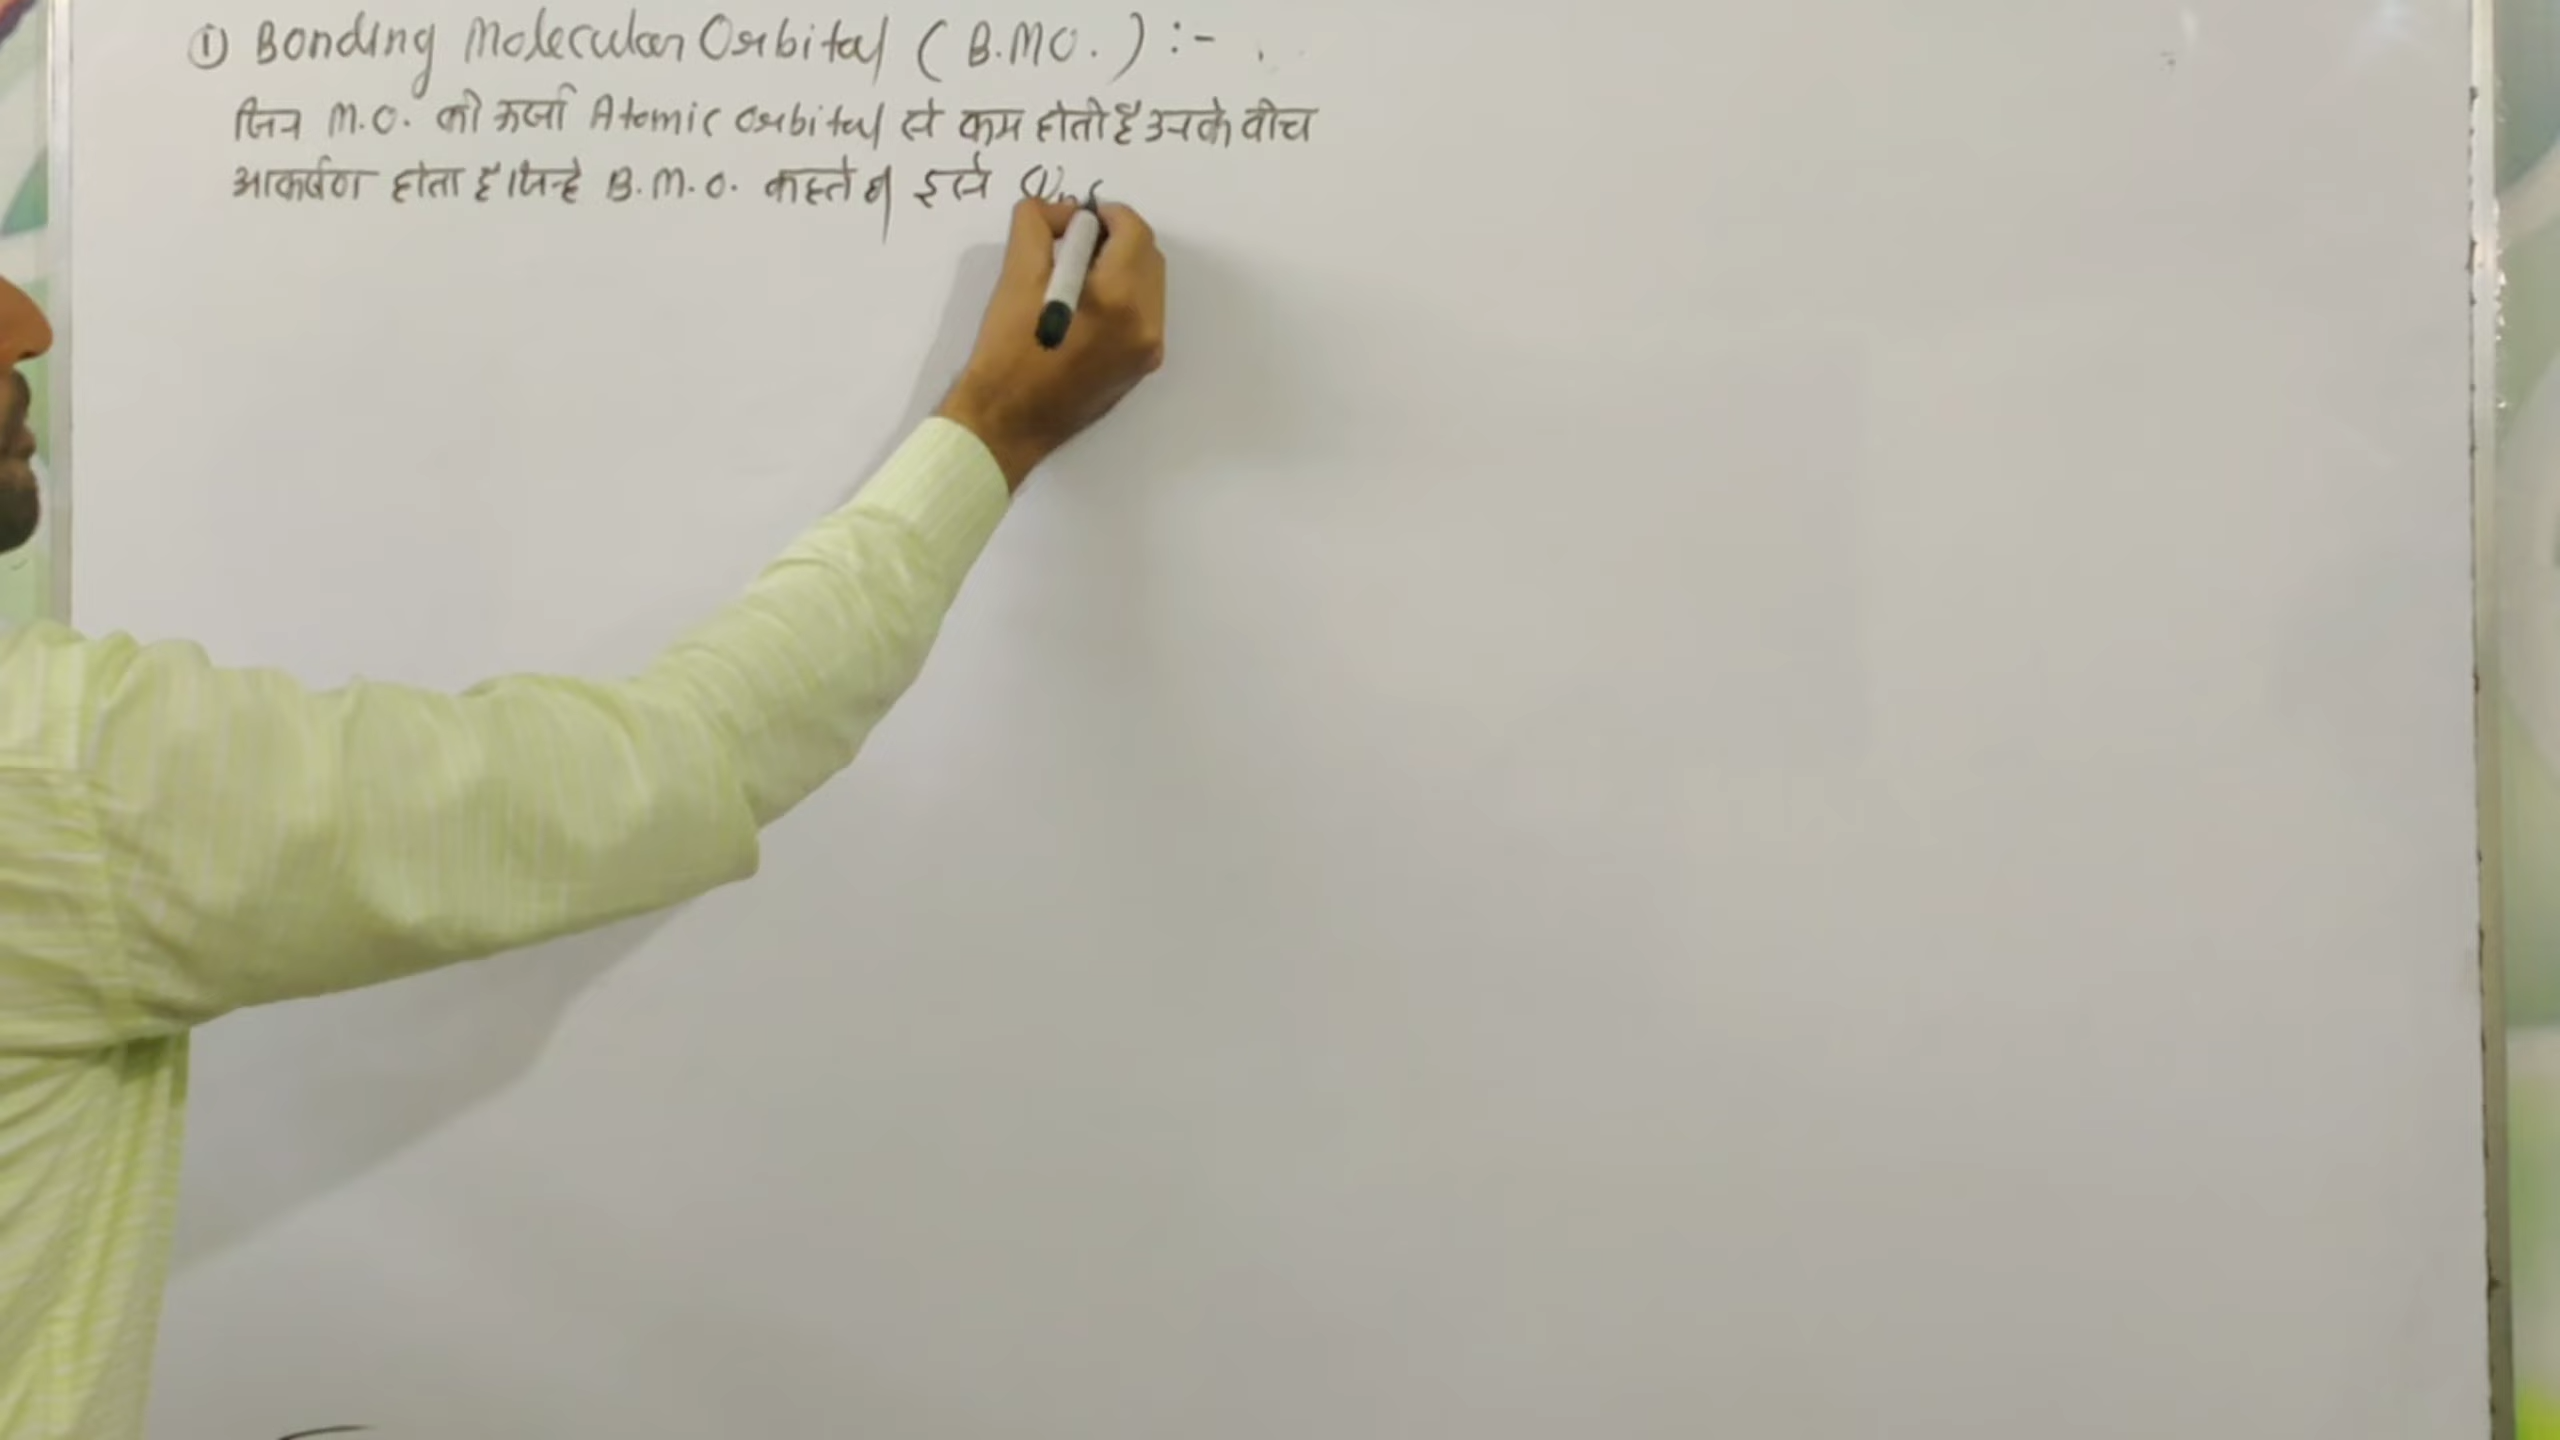 ① Bonding Molecular Orbital ( B.MO. ) :-
जिन M.O. की ऊर्जा Atomic orbital से कम होती है उनके बीच
आकर्षण होता है। जिन्हे B.M.O. कहते है। इसे